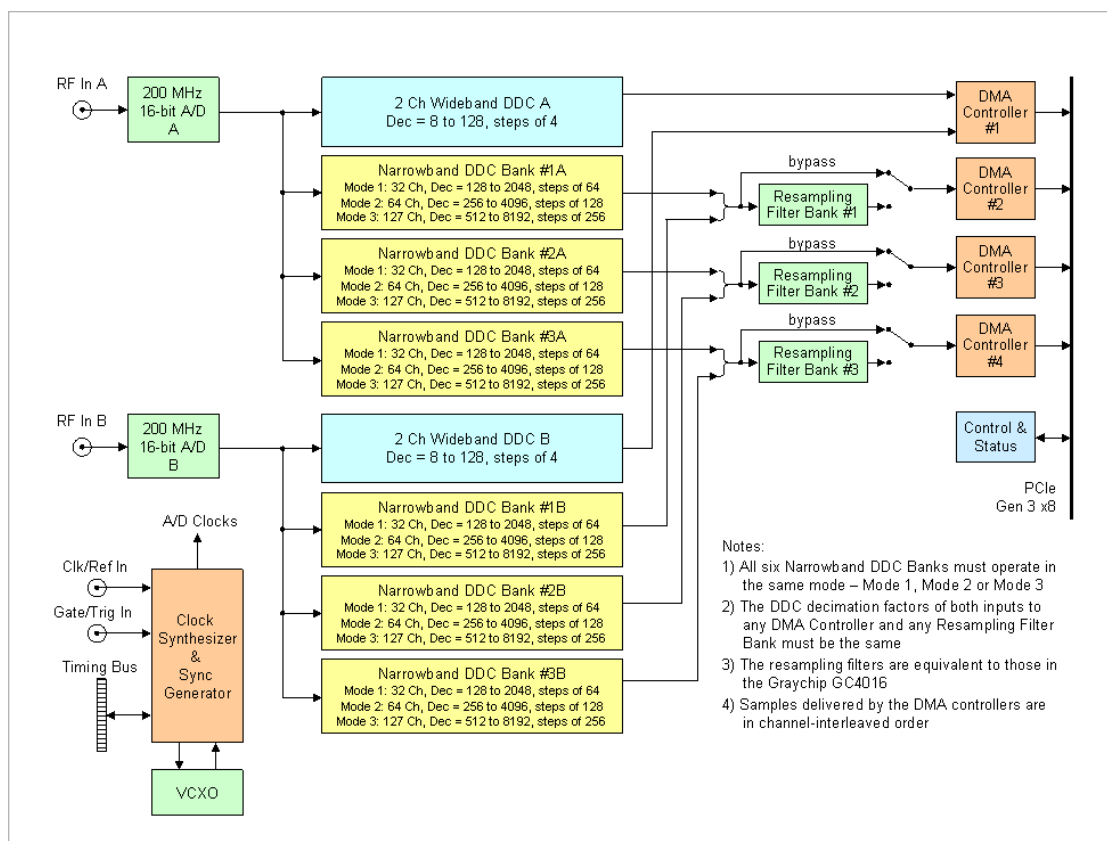 RF In A
200 MHz
16-bit A/D
A
2 Ch Wideband DDC A
Dec = 8 to 128, steps of 4
DMA
Controller
#1
Narrowband DDC Bank #1A
Mode 1: 32 Ch, Dec = 128 to 2048, steps of 64
Mode 2: 64 Ch, Dec = 256 to 4096, steps of 128
Mode 3: 127 Ch, Dec = 512 to 8192, steps of 256
bypass
Resampling
Filter Bank #1
DMA
Controller
#2
Narrowband DDC Bank #2A
Mode 1: 32 Ch, Dec = 128 to 2048, steps of 64
Mode 2: 64 Ch, Dec = 256 to 4096, steps of 128
Mode 3: 127 Ch, Dec = 512 to 8192, steps of 256
bypass
Resampling
Filter Bank #2
DMA
Controller
#3
Narrowband DDC Bank #3A
Mode 1: 32 Ch, Dec = 128 to 2048, steps of 64
Mode 2: 64 Ch, Dec = 256 to 4096, steps of 128
Mode 3: 127 Ch, Dec = 512 to 8192, steps of 256
bypass
Resampling
Filter Bank #3
DMA
Controller
#4
RF In B
200 MHz
16-bit A/D
B
2 Ch Wideband DDC B
Dec = 8 to 128, steps of 4
Control &
Status
PCIe
Gen 3 x8
Narrowband DDC Bank #1B
Mode 1: 32 Ch, Dec = 128 to 2048, steps of 64
Mode 2: 64 Ch, Dec = 256 to 4096, steps of 128
Mode 3: 127 Ch, Dec = 512 to 8192, steps of 256
Narrowband DDC Bank #2B
Mode 1: 32 Ch, Dec = 128 to 2048, steps of 64
Mode 2: 64 Ch, Dec = 256 to 4096, steps of 128
Mode 3: 127 Ch, Dec = 512 to 8192, steps of 256
Narrowband DDC Bank #3B
Mode 1: 32 Ch, Dec = 128 to 2048, steps of 64
Mode 2: 64 Ch, Dec = 256 to 4096, steps of 128
Mode 3: 127 Ch, Dec = 512 to 8192, steps of 256
A/D Clocks
Clk/Ref In
Gate/Trig In
Timing Bus
Clock
Synthesizer
&
Sync
Generator
VCXO
Notes:
1) All six Narrowband DDC Banks must operate in
the same mode – Mode 1, Mode 2 or Mode 3
2) The DDC decimation factors of both inputs to
any DMA Controller and any Resampling Filter
Bank must be the same
3) The resampling filters are equivalent to those in
the Graychip GC4016
4) Samples delivered by the DMA controllers are
in channel-interleaved order